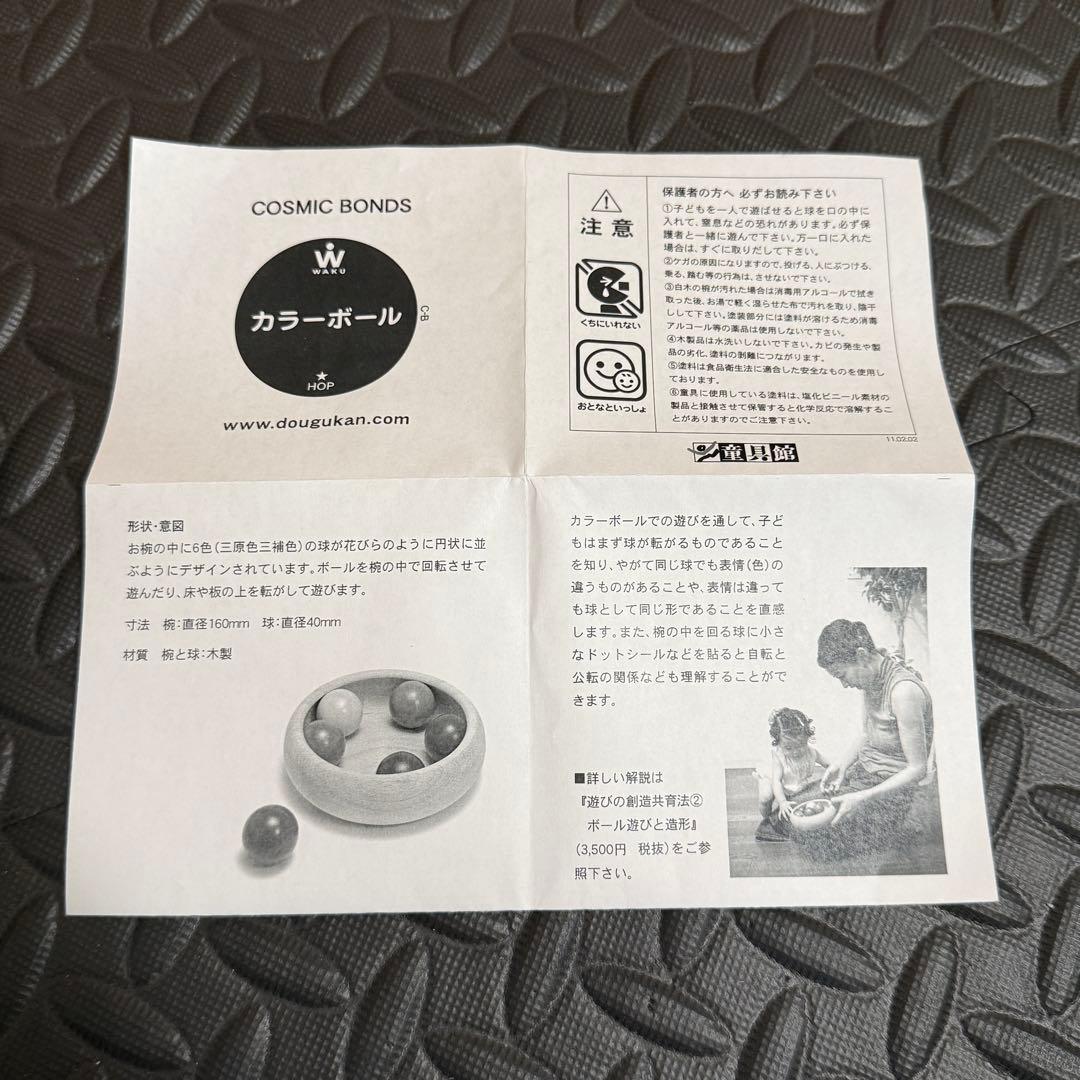 COSMIC BONDS
WAKU
カラーボール
C-B
HOP
www.dougukan.com
注意
くちにいれない
おとなといっしょ
保護者の方へ 必ずお読み下さい
①子どもを一人で遊ばせると球を口の中に
入れて、窒息などの恐れがあります。必ず保
護者と一緒に遊んで下さい。万一口に入れた
場合は、すぐに取りだして下さい。
②ケガの原因になりますので、投げる、人にぶつける、
乗る、踏む等の行為は、させないで下さい。
③白木の椀が汚れた場合は消毒用アルコールで拭き
取った後、お湯で軽く湿らせた布で汚れを取り、陰干
しして下さい。塗装部分には塗料が溶けるため消毒
アルコール等の薬品は使用しないで下さい。
④木製品は水洗いしないで下さい。カビの発生や製
品の劣化、塗料の剥離につながります。
⑤塗料は食品衛生法に適合した安全なものを使用し
ております。
⑥童具に使用している塗料は、塩化ビニール素材の
製品と接触させて保管すると化学反応で溶解するこ
とがありますのでご注意下さい。
11.02.02
童具館
形状・意図
お椀の中に6色(三原色三補色)の球が花びらのように円状に並
ぶようにデザインされています。ボールを椀の中で回転させて
遊んだり、床や板の上を転がして遊びます。
寸法 椀:直径160mm 球:直径40mm
材質 椀と球:木製
カラーボールでの遊びを通して、子ど
もはまず球が転がるものであること
を知り、やがて同じ球でも表情(色)の
違うものがあることや、表情は違って
も球として同じ形であることを直感
します。また、椀の中を回る球に小さ
なドットシールなどを貼ると自転と
公転の関係なども理解することがで
きます。
■詳しい解説は
『遊びの創造共育法②
ボール遊びと造形』
(3,500円 税抜)をご参
照下さい。